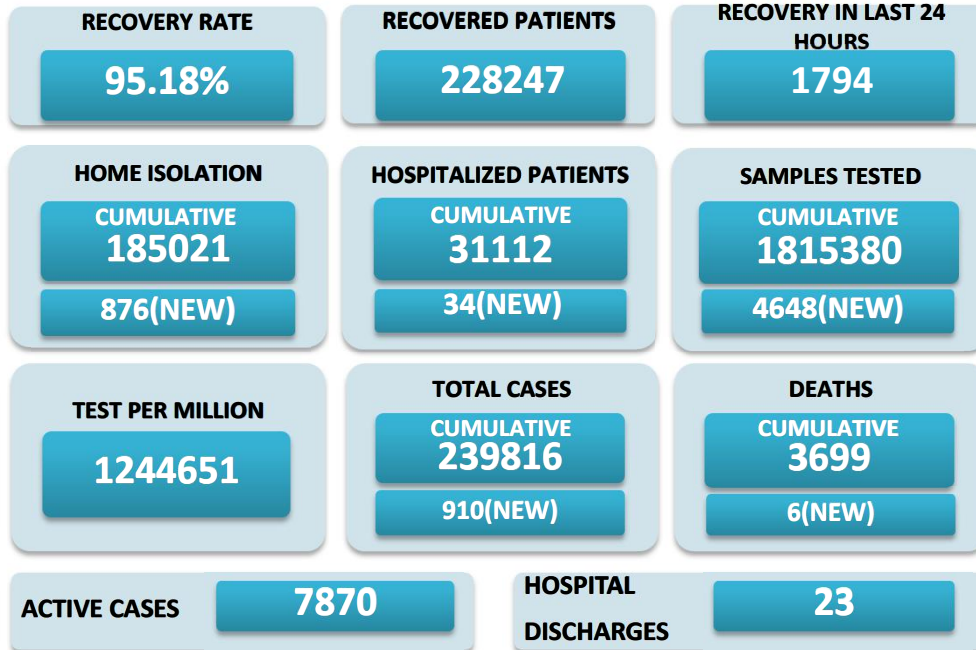 RECOVERY RATE
95.18%
RECOVERED PATIENTS
228247
RECOVERY IN LAST 24
HOURS
1794
HOME ISOLATION
CUMULATIVE
185021
876(NEW)
HOSPITALIZED PATIENTS
CUMULATIVE
31112
34(NEW)
SAMPLES TESTED
CUMULATIVE
1815380
4648(NEW)
TEST PER MILLION
1244651
TOTAL CASES
CUMULATIVE
239816
910(NEW)
DEATHS
CUMULATIVE
3699
6(NEW)
ACTIVE CASES
7870
HOSPITAL
DISCHARGES
23